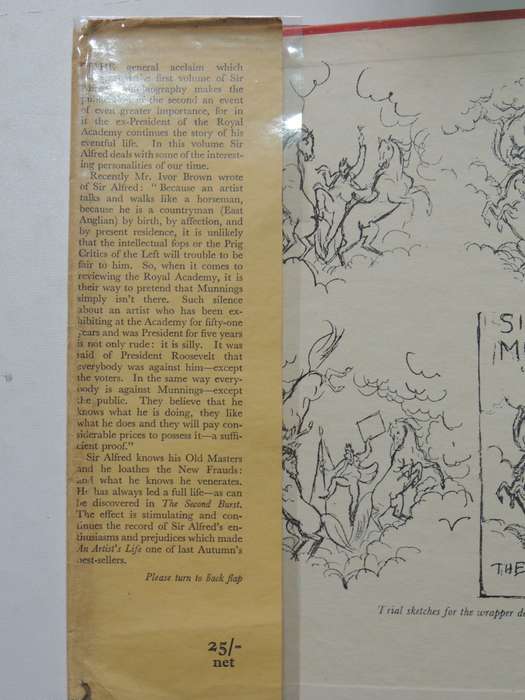 THE general acclaim which
the first volume of Sir
autobiography makes the
publication of the second an event
of even greater importance, for in
it the ex-President of the Royal
Academy continues the story of his
eventful life. In this volume Sir
Alfred deals with some of the interest-
ing personalities of our time.
Recently Mr. Ivor Brown wrote
of Sir Alfred: " Because an artist
talks and walks like a horseman,
because he is a countryman (East
Anglian) by birth, by affection, and
by present residence, it is unlikely
that the intellectual fops or the Prig
Critics of the Left will trouble to be
fair to him. So, when it comes to
reviewing the Royal Academy, it is
their way to pretend that Munnings
simply isn't there. Such silence
about an artist who has been ex-
hibiting at the Academy for fifty-one
years and was President for five years
is not only rude: it is silly. It was
said of President Roosevelt that
everybody was against him—except
the voters. In the same way every-
body is against Munnings—except
the public. They believe that he
knows what he is doing, they like
what he does and they will pay con-
siderable prices to possess it—a suffi-
cient proof."
Sir Alfred knows his Old Masters
and he loathes the New Frauds:
and what he knows he venerates.
He has always led a full life—as can
be discovered in The Second Burst.
The effect is stimulating and con-
tinues the record of Sir Alfred's en-
thusiasms and prejudices which made
An Artist's Life one of last Autumn's
best-sellers.
Please turn to back flap
25/-
net
SI
M
THE
Trial sketches for the wrapper